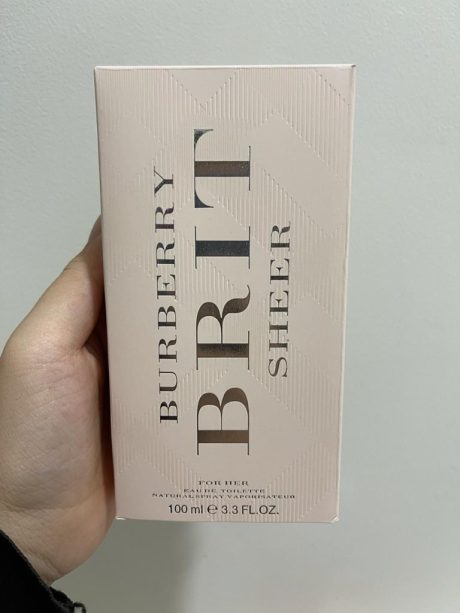 BURBERRY
BRIT
SHEER
FOR HER
EAU DE TOILETTE
NATURAL SPRAY VAPORISATEUR
100 ml ℮ 3.3 FL.OZ.